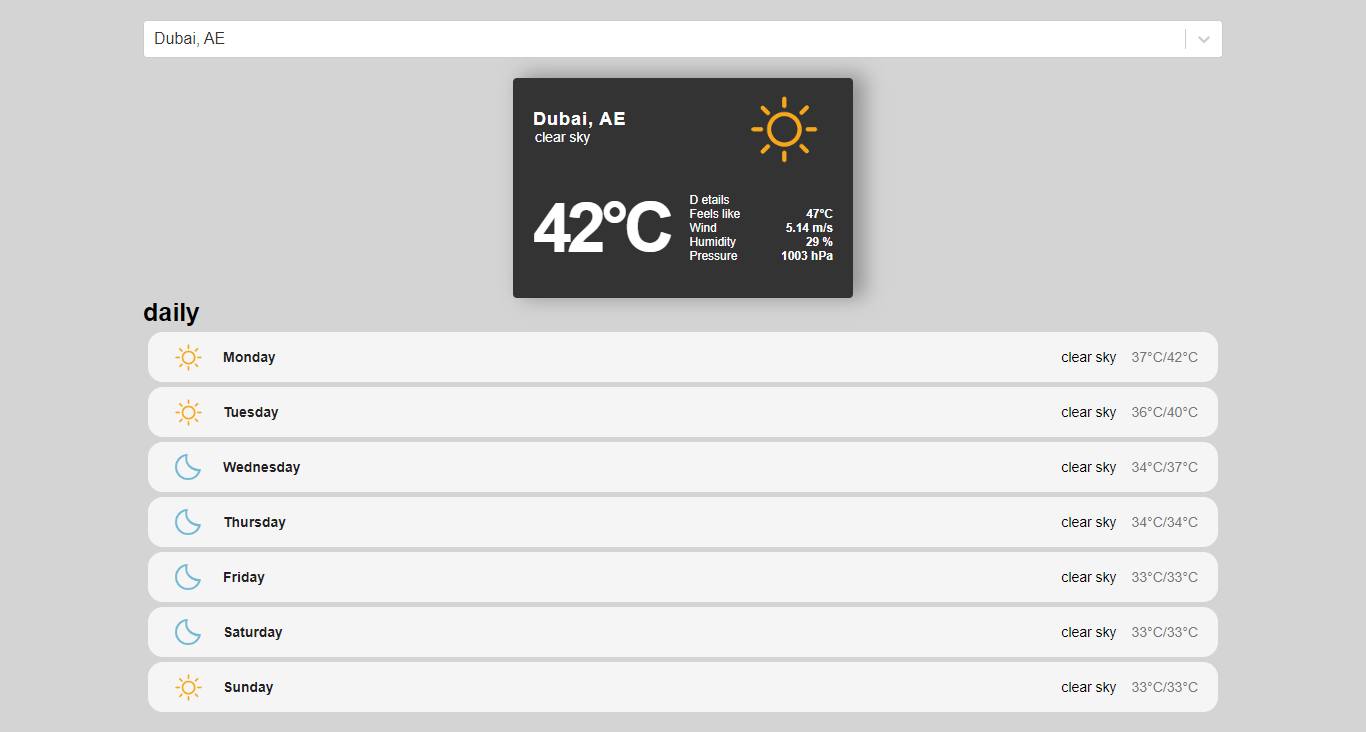 Dubai, AE
Dubai, AE
clear sky
42°C
D etails
Feels like 47°C
Wind 5.14 m/s
Humidity 29 %
Pressure 1003 hPa
daily
Monday clear sky 37°C/42°C
Tuesday clear sky 36°C/40°C
Wednesday clear sky 34°C/37°C
Thursday clear sky 34°C/34°C
Friday clear sky 33°C/33°C
Saturday clear sky 33°C/33°C
Sunday clear sky 33°C/33°C